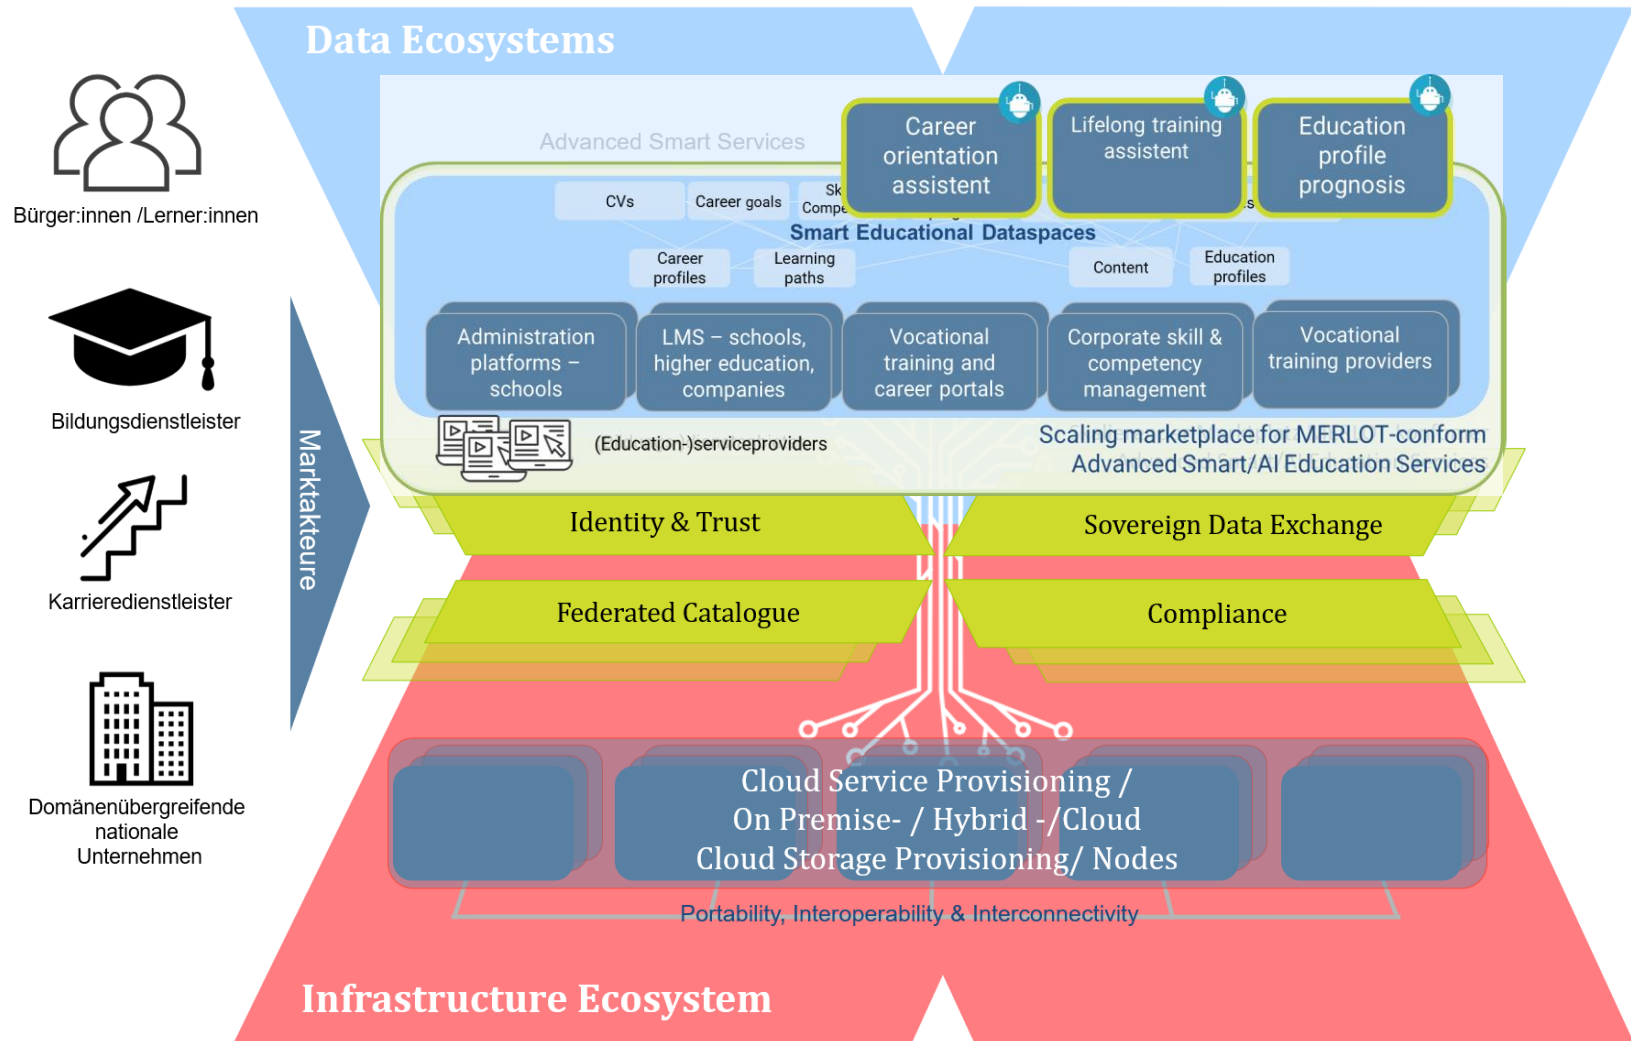 Data Ecosystems
Bürger:innen /Lerner:innen
Bildungsdienstleister
Karrieredienstleister
Domänenübergreifende
nationale
Unternehmen
Marktakteure
Advanced Smart Services
Career
orientation
assistent
Lifelong training
assistent
Education
profile
prognosis
CVs
Career goals
Smart Educational Dataspaces
Career
profiles
Learning
paths
Content
Education
profiles
Administration
platforms –
schools
LMS – schools,
higher education,
companies
Vocational
training and
career portals
Corporate skill &
competency
management
Vocational
training providers
(Education-)serviceproviders
Scaling marketplace for MERLOT-conform
Advanced Smart/AI Education Services
Identity & Trust
Sovereign Data Exchange
Federated Catalogue
Compliance
Cloud Service Provisioning /
On Premise- / Hybrid -/Cloud
Cloud Storage Provisioning/ Nodes
Portability, Interoperability & Interconnectivity
Infrastructure Ecosystem